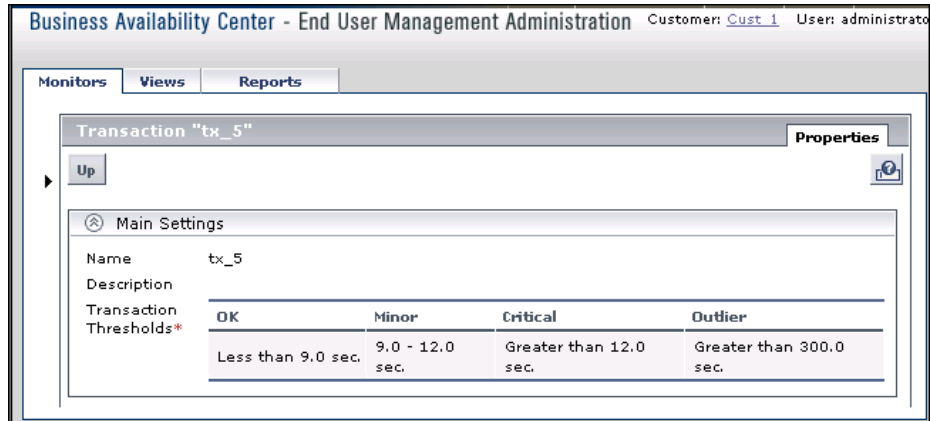 Business Availability Center - End User Management Administration Customer: Cust_1 User: administrato
Monitors Views Reports
Transaction "tx_5"
Properties
Up
Main Settings
Name tx_5
Description
Transaction Thresholds*
OK Minor Critical Outlier
Less than 9.0 sec. 9.0 - 12.0 sec. Greater than 12.0 sec. Greater than 300.0 sec.